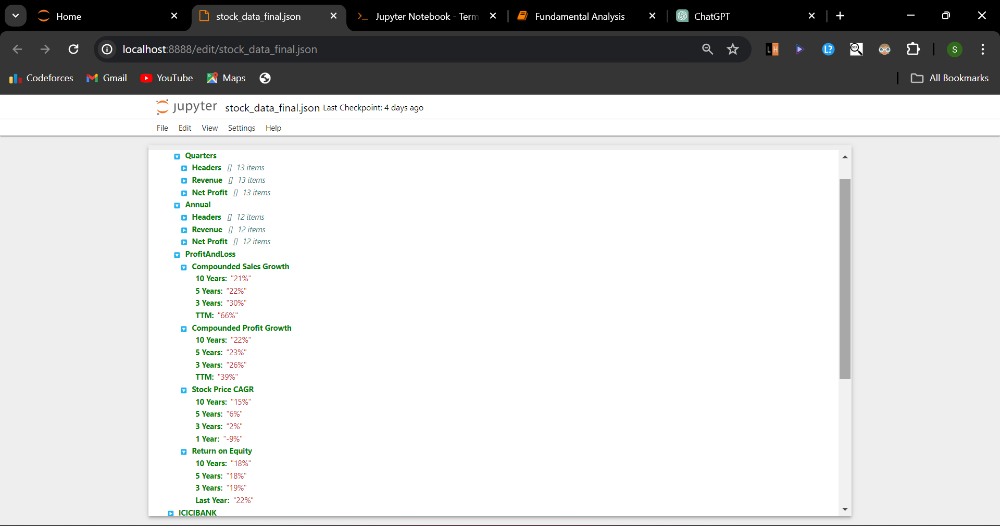 Home
stock_data_final.json
Jupyter Notebook - Term
Fundamental Analysis
ChatGPT
localhost:8888/edit/stock_data_final.json
LH
L?
OCR
S
Codeforces
Gmail
YouTube
Maps
All Bookmarks
jupyter stock_data_final.json Last Checkpoint: 4 days ago
File Edit View Settings Help
Quarters
Headers [] 13 items
Revenue [] 13 items
Net Profit [] 13 items
Annual
Headers [] 12 items
Revenue [] 12 items
Net Profit [] 12 items
ProfitAndLoss
Compounded Sales Growth
10 Years: "21%"
5 Years: "22%"
3 Years: "30%"
TTM: "66%"
Compounded Profit Growth
10 Years: "22%"
5 Years: "23%"
3 Years: "26%"
TTM: "39%"
Stock Price CAGR
10 Years: "15%"
5 Years: "6%"
3 Years: "2%"
1 Year: "-9%"
Return on Equity
10 Years: "18%"
5 Years: "18%"
3 Years: "19%"
Last Year: "22%"
ICICIBANK